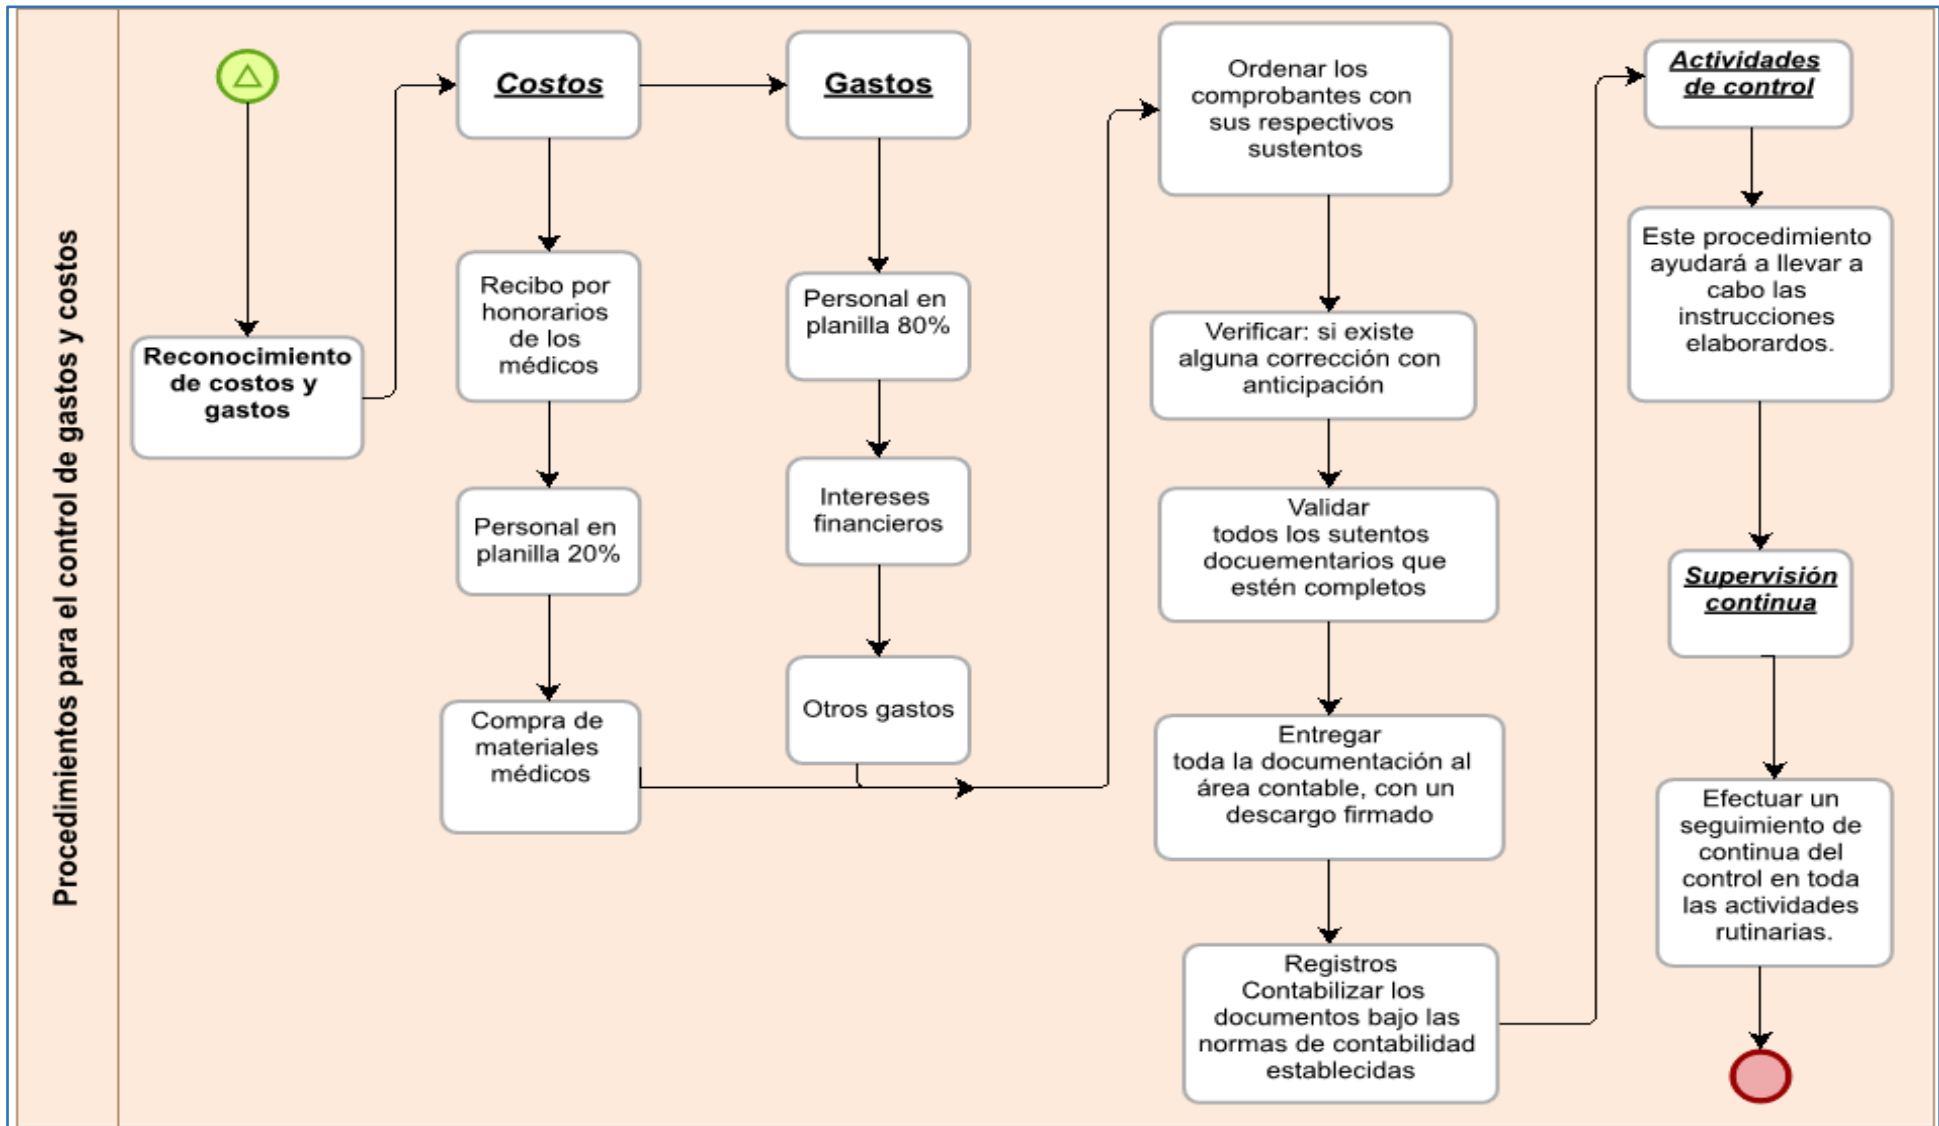 Procedimientos para el control de gastos y costos
Reconocimiento
de costos y
gastos
Costos
Recibo por
honorarios
de los
médicos
Personal en
planilla 20%
Compra de
materiales
médicos
Gastos
Personal en
planilla 80%
Intereses
financieros
Otros gastos
Ordenar los
comprobantes con
sus respectivos
sustentos
Verificar: si existe
alguna corrección con
anticipación
Validar
todos los sutentos
docuementarios que
estén completos
Entregar
toda la documentación al
área contable, con un
descargo firmado
Registros
Contabilizar los
documentos bajo las
normas de contabilidad
establecidas
Actividades
de control
Este procedimiento
ayudará a llevar a
cabo las
instrucciones
elaborardos.
Supervisión
continua
Efectuar un
seguimiento de
continua del
control en toda
las actividades
rutinarias.